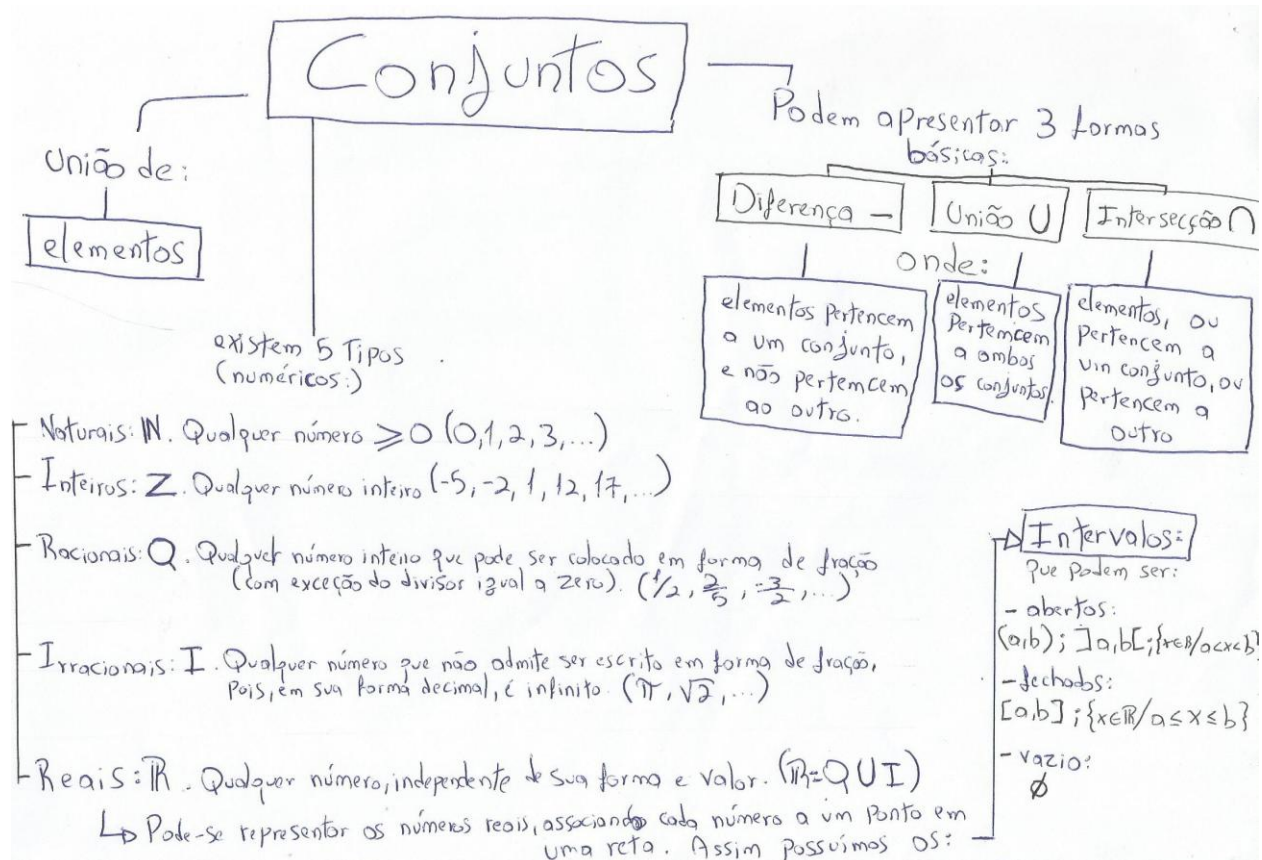 Conjuntos
União de:
elementos
Podem apresentar 3 formas
básicas:
Diferença −
União ∪
Intersecção ∩
onde:
elementos pertencem
a um conjunto,
e não pertemcem
ao outro.
elementos
Pertemcem
a ambos
os conjuntos.
elementos, ou
pertencem a
um conjunto, ou
pertencem a
outro
existem 5 Tipos
(numéricos:)
Naturais: ℕ. Qualquer número ⩾ 0 (0,1,2,3,...)
Inteiros: Z. Qualquer número inteiro (-5,-2,1,12,17,...)
Racionais: Q. Qualquer número inteiro que pode ser colocado em forma de fração
(com exceção do divisor igual a zero). (1/2, 2/5, -3/2,...)
Irracionais: I. Qualquer número que não admite ser escrito em forma de fração,
Pois, em sua forma decimal, é infinito. (π, √2,...)
Reais: ℝ. Qualquer número, independente de sua forma e valor. (ℝ=Q∪I)
↳ Pode-se representar os números reais, associando cada número a um ponto em
uma reta. Assim possuímos os:
Intervalos:
que podem ser:
- abertos:
(a,b); ]a,b[; {x∈ℝ/a<x<b}
- fechados:
[a,b]; {x∈ℝ/a≤x≤b}
- vazio:
∅